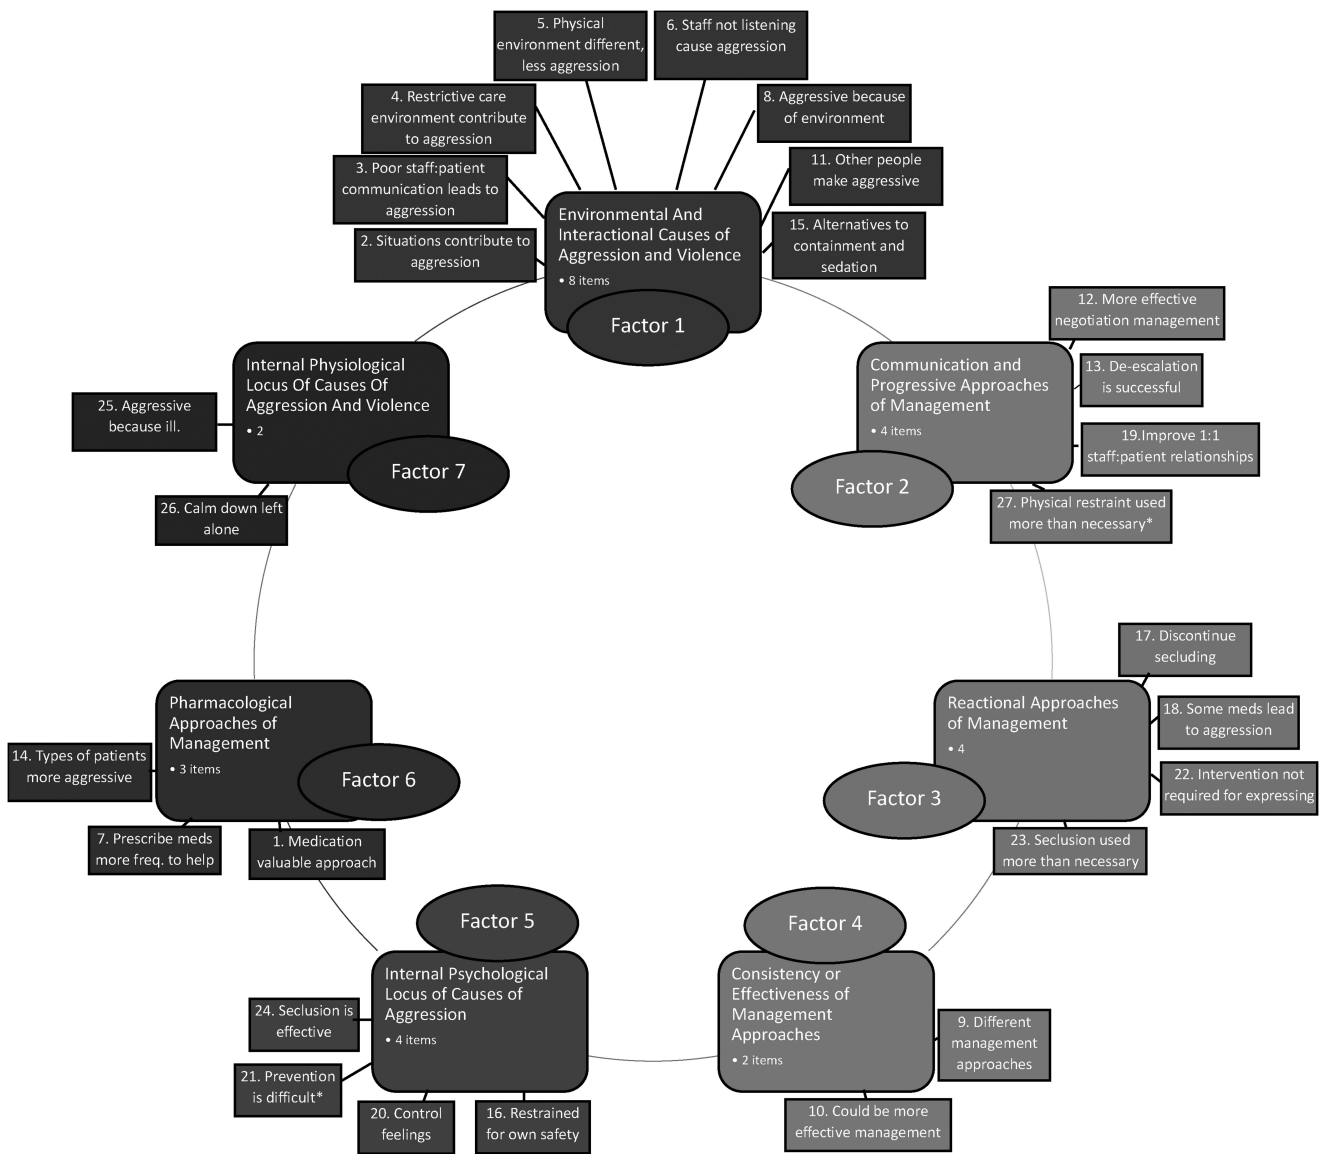 5. Physical
environment different,
less aggression
6. Staff not listening
cause aggression
4. Restrictive care
environment contribute
to aggression
8. Aggressive because
of environment
3. Poor staff:patient
communication leads to
aggression
11. Other people
make aggressive
2. Situations contribute to
aggression
15. Alternatives to
containment and
sedation
Environmental And
Interactional Causes of
Aggression and Violence
• 8 items
Factor 1
12. More effective
negotiation management
13. De-escalation
is successful
19.Improve 1:1
staff:patient relationships
27. Physical restraint used
more than necessary*
Communication and
Progressive Approaches
of Management
• 4 items
Factor 2
17. Discontinue
secluding
18. Some meds lead
to aggression
22. Intervention not
required for expressing
23. Seclusion used
more than necessary
Reactional Approaches
of Management
• 4
Factor 3
Factor 4
Consistency or
Effectiveness of
Management
Approaches
• 2 items
9. Different
management
approaches
10. Could be more
effective management
Factor 5
Internal Psychological
Locus of Causes of
Aggression
• 4 items
24. Seclusion is
effective
21. Prevention
is difficult*
20. Control
feelings
16. Restrained
for own safety
Pharmacological
Approaches of
Management
• 3 items
Factor 6
14. Types of patients
more aggressive
7. Prescribe meds
more freq. to help
1. Medication
valuable approach
Internal Physiological
Locus Of Causes Of
Aggression And Violence
• 2
Factor 7
25. Aggressive
because ill.
26. Calm down left
alone